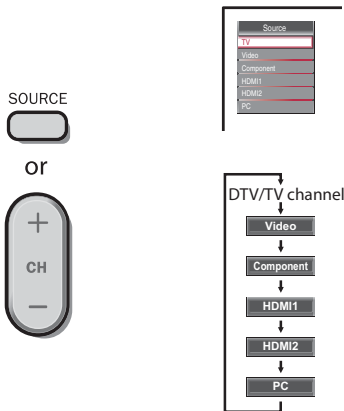 SOURCE
or
+
CH
−
Source
TV
Video
Component
HDMI1
HDMI2
PC
DTV/TV channel
Video
Component
HDMI1
HDMI2
PC